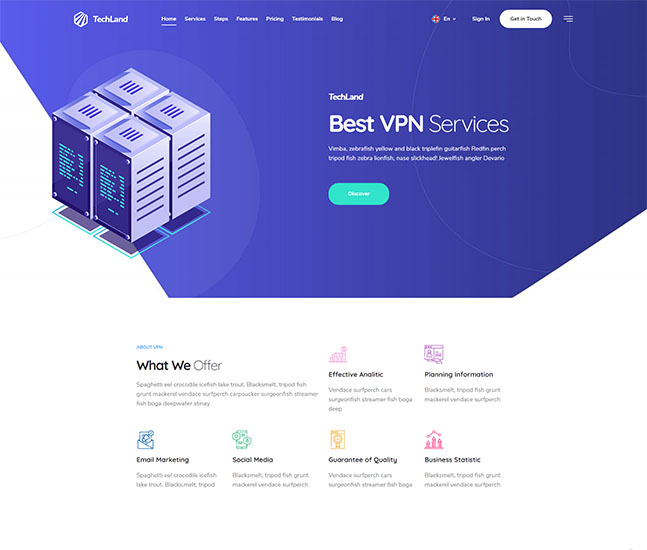 TechLand
Home Services Steps Features Pricing Testimonials Blog
En
Sign In
Get in Touch
TechLand
Best VPN Services
Vimba, zebrafish yellow and black triplefin guitarfish Redfin perch
tripod fish zebra lionfish, nase slickhead! Jewelfish angler Devario
Discover
ABOUT VPN
What We Offer
Spaghetti eel crocodile icefish lake trout. Blacksmelt, tripod fish
grunt mackerel vendace surfperch carpsucker surgeonfish streamer
fish boga deepwater stinay
Effective Analitic
Vendace surfperch cars
surgeonfish streamer fish boga
deep
Planning Information
Blacksmelt, tripod fish grunt
mackerel vendace surfperch
Email Marketing
Spaghetti eel crocodile icefish
lake trout. Blacks.melt, tripod
Social Media
Blacksmelt, tripod fish grunt
mackerel vendace surfperch
Guarantee of Quality
Vendace surfperch cars
surgeonfish streamer fish boga
Business Statistic
Blacksmelt, tripod fish grunt
mackerel vendace surfperch